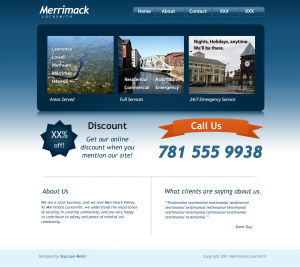 Merrimack
LOCKSMITH
Home About Contact XXX XXX
Lawrence
Lowell
Methuen
Merrimac
Haverhill
Residential Automotive
Commercial Emergency
Nights, Holidays, anytime
We'll be there.
Areas Served
Full Services
24/7 Emergency Service
XX%
off!
Discount
Get our online
discount when you
mention our site!
Call Us
781 555 9938
About Us
We are a local business, and we love Merrimack Valley.
At Merrimack Locksmith, we understand the importance
of security in creating community, and are very happy
to contribute to safety and peace of mind of our
community.
What clients are saying about us.
"Testimonial testimonial testimonial testimonial
testimonial testimonial testimonial testimonial
testimonial testimonial testimonial testimonial
testimonial testimonial testimonial."
- Some Guy
Designed by Skyscape Media
Copyright 2011 Merrimack Locksmith